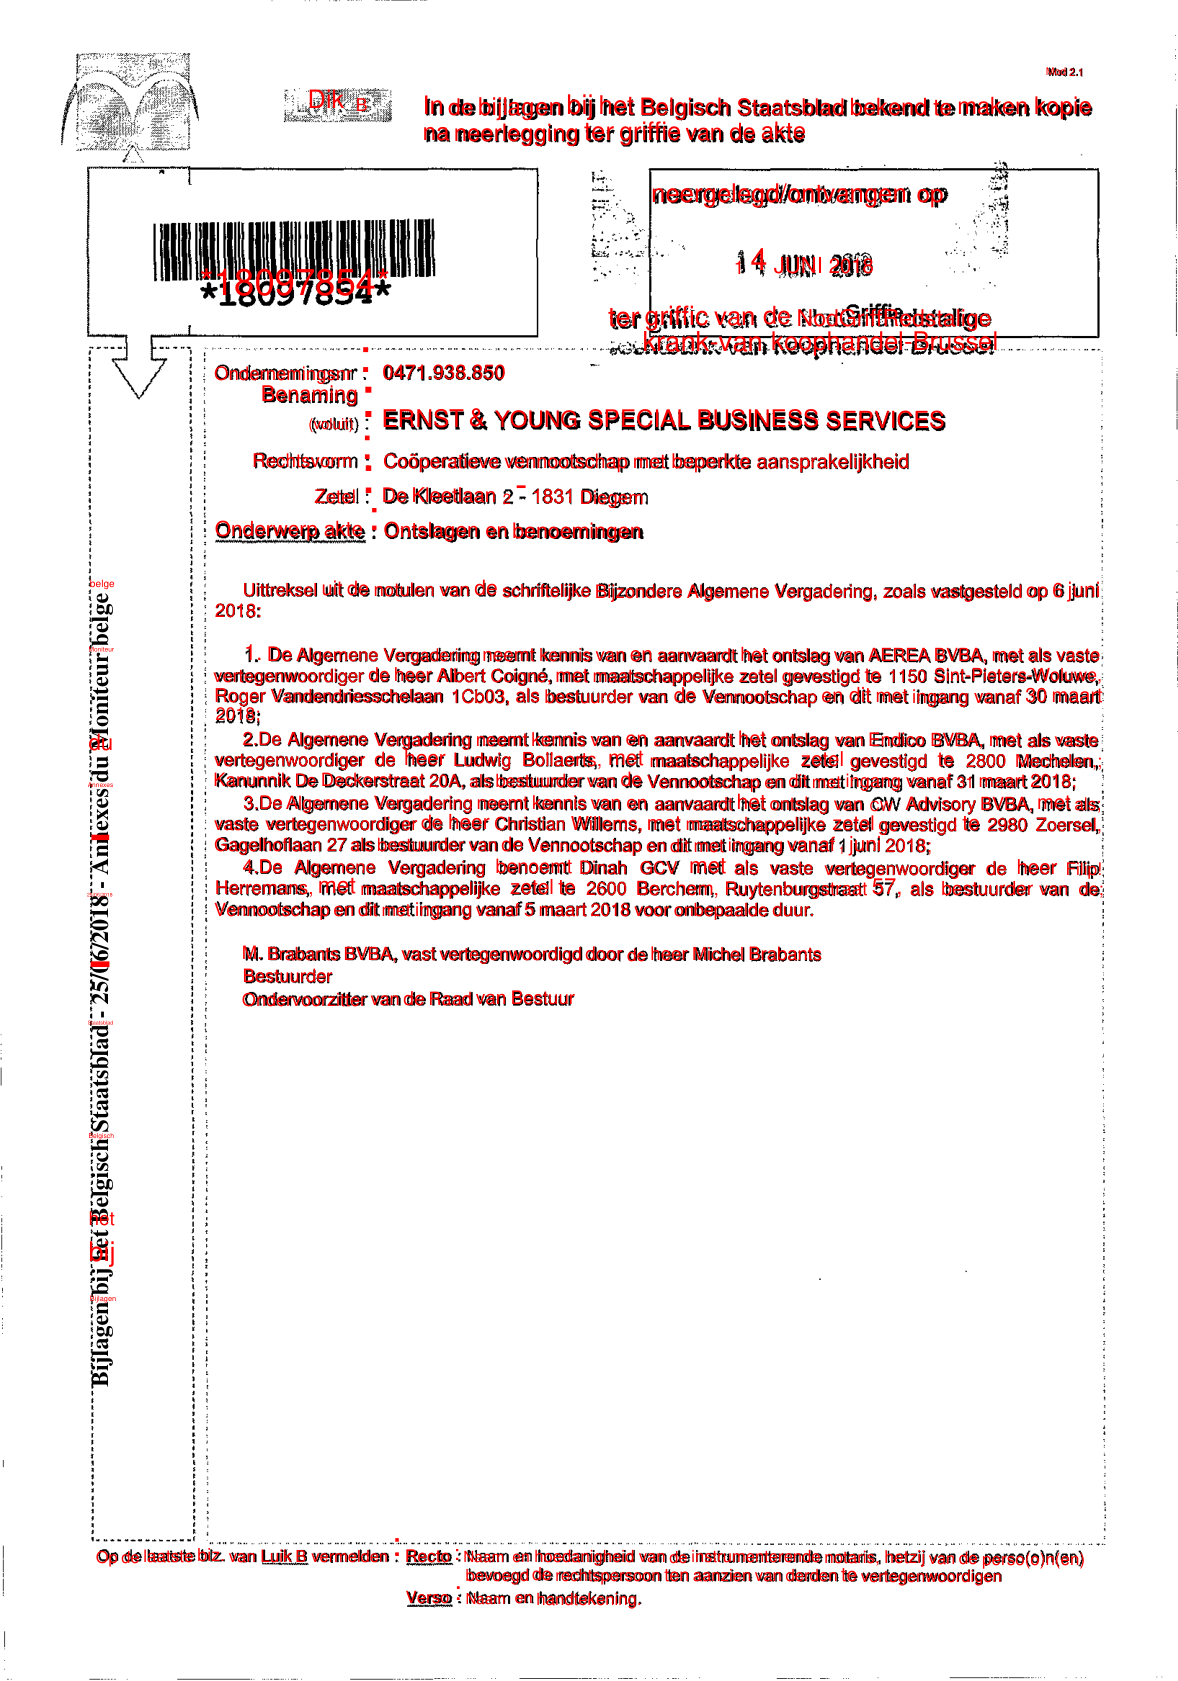 Mod 2.1
In de bijlagen bij het Belgisch Staatsblad bekend te maken kopie
na neerlegging ter griffie van de akte
neergelegd/ontvangen op
14 JUNI 2018
Griffie
ter griffie van de Nederlandstalige
van koophandel Brussel
*18097854*
Ondernemingsnr : 0471.938.850
Benaming
(voluit) : ERNST & YOUNG SPECIAL BUSINESS SERVICES
Rechtsvorm : Coöperatieve vennootschap met beperkte aansprakelijkheid
Zetel : De Kleetlaan 2 - 1831 Diegem
Onderwerp akte : Ontslagen en benoemingen
Uittreksel uit de notulen van de schriftelijke Bijzondere Algemene Vergadering, zoals vastgesteld op 6 juni
2018:
1. De Algemene Vergadering neemt kennis van en aanvaardt het ontslag van AEREA BVBA, met als vaste
vertegenwoordiger de heer Albert Coigné, met maatschappelijke zetel gevestigd te 1150 Sint-Pieters-Woluwe,
Roger Vandendriesschelaan 1Cb03, als bestuurder van de Vennootschap en dit met ingang vanaf 30 maart
2018;
2.De Algemene Vergadering neemt kennis van en aanvaardt het ontslag van Endico BVBA, met als vaste
vertegenwoordiger de heer Ludwig Bollaerts, met maatschappelijke zetel gevestigd te 2800 Mechelen,
Kanunnik De Deckerstraat 20A, als bestuurder van de Vennootschap en dit met ingang vanaf 31 maart 2018;
3.De Algemene Vergadering neemt kennis van en aanvaardt het ontslag van CW Advisory BVBA, met als
vaste vertegenwoordiger de heer Christian Willems, met maatschappelijke zetel gevestigd te 2980 Zoersel,
Gagelhoflaan 27 als bestuurder van de Vennootschap en dit met ingang vanaf 1 juni 2018;
4.De Algemene Vergadering benoemt Dinah GCV met als vaste vertegenwoordiger de heer Filip
Herremans, met maatschappelijke zetel te 2600 Berchem, Ruytenburgstraat 57, als bestuurder van de
Vennootschap en dit met ingang vanaf 5 maart 2018 voor onbepaalde duur.
M. Brabants BVBA, vast vertegenwoordigd door de heer Michel Brabants
Bestuurder
Ondervoorzitter van de Raad van Bestuur
Bijlagen bij het Belgisch Staatsblad - 25/06/2018 - Annexes du Moniteur belge
Op de laatste blz. van Luik B vermelden : Recto : Naam en hoedanigheid van de instrumenterende notaris, hetzij van de perso(o)n(en)
bevoegd de rechtspersoon ten aanzien van derden te vertegenwoordigen
Verso : Naam en handtekening.